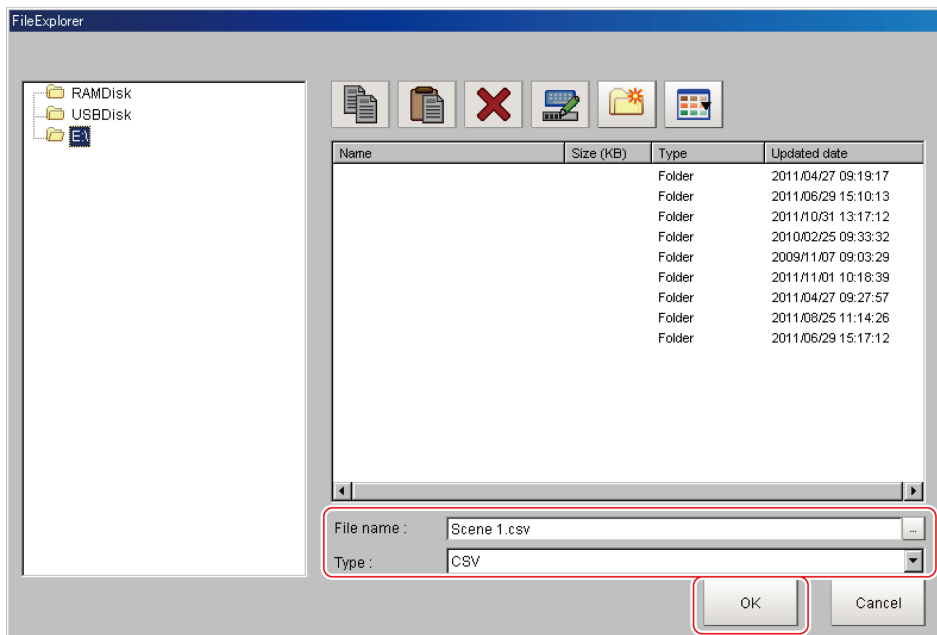 FileExplorer
RAMDisk
USBDisk
E:\
Name Size (KB) Type Updated date
Folder 2011/04/27 09:19:17
Folder 2011/06/29 15:10:13
Folder 2011/10/31 13:17:12
Folder 2010/02/25 09:33:32
Folder 2009/11/07 09:03:29
Folder 2011/11/01 10:18:39
Folder 2011/04/27 09:27:57
Folder 2011/08/25 11:14:26
Folder 2011/06/29 15:17:12
File name : Scene 1.csv ...
Type : CSV
OK Cancel